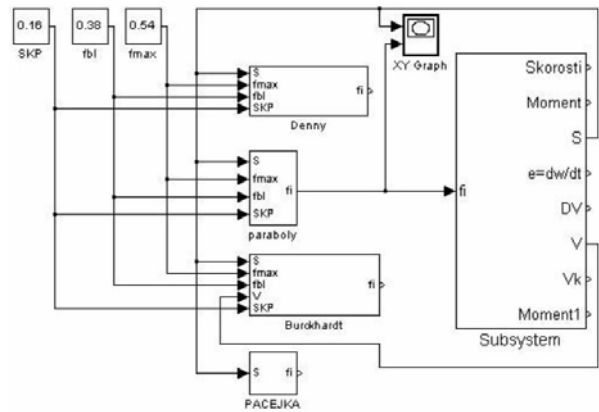 0.16
0.38
0.54
SKP
fbl
fmax
XY Graph
S
fmax
fbl
SKP
fi
Denny
S
fmax
fbl
SKP
fi
paraboly
S
fmax
fbl
V
SKP
fi
Burckhardt
S
fi
PACEJKA
fi
Skorosti
Moment
S
e=dw/dt
DV
V
Vk
Moment1
Subsystem